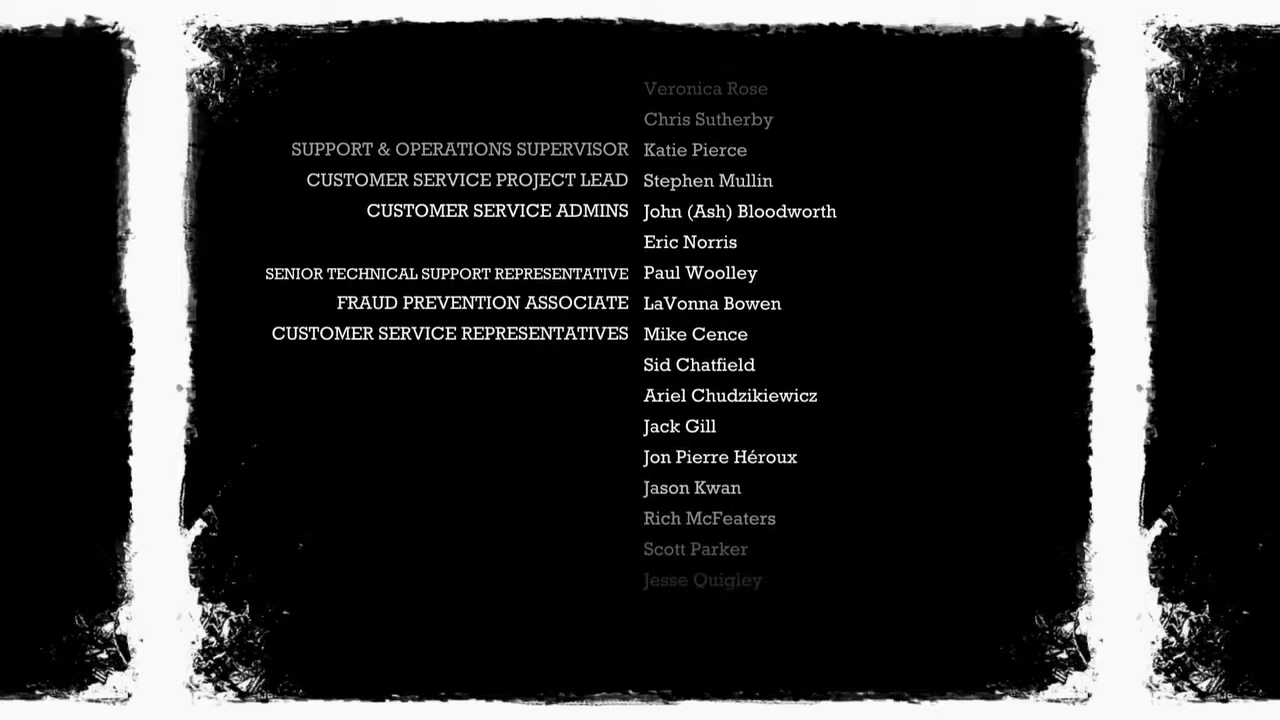 Veronica Rose
Chris Sutherby
SUPPORT & OPERATIONS SUPERVISOR Katie Pierce
CUSTOMER SERVICE PROJECT LEAD Stephen Mullin
CUSTOMER SERVICE ADMINS John (Ash) Bloodworth
Eric Norris
SENIOR TECHNICAL SUPPORT REPRESENTATIVE Paul Woolley
FRAUD PREVENTION ASSOCIATE LaVonna Bowen
CUSTOMER SERVICE REPRESENTATIVES Mike Cence
Sid Chatfield
Ariel Chudzikiewicz
Jack Gill
Jon Pierre Héroux
Jason Kwan
Rich McFeaters
Scott Parker
Jesse Quigley